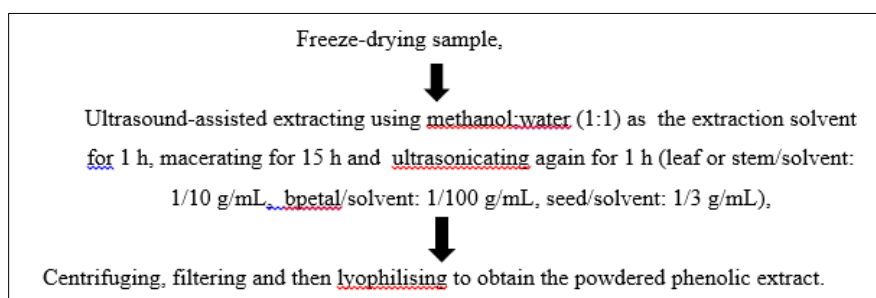 Freeze-drying sample,
Ultrasound-assisted extracting using methanol:water (1:1) as the extraction solvent
for 1 h, macerating for 15 h and ultrasonicating again for 1 h (leaf or stem/solvent:
1/10 g/mL, bpetal/solvent: 1/100 g/mL, seed/solvent: 1/3 g/mL),
Centrifuging, filtering and then lyophilising to obtain the powdered phenolic extract.